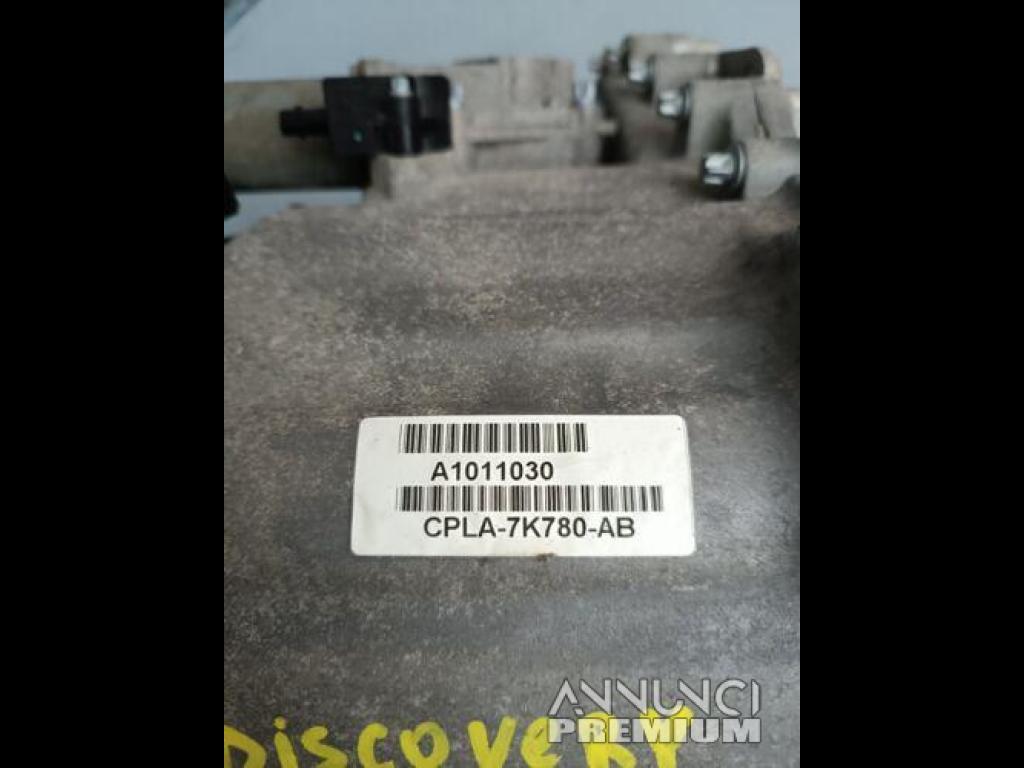 A1011030
CPLA-7K780-AB
ANNUNCI
PREMIUM
DISCOVERY